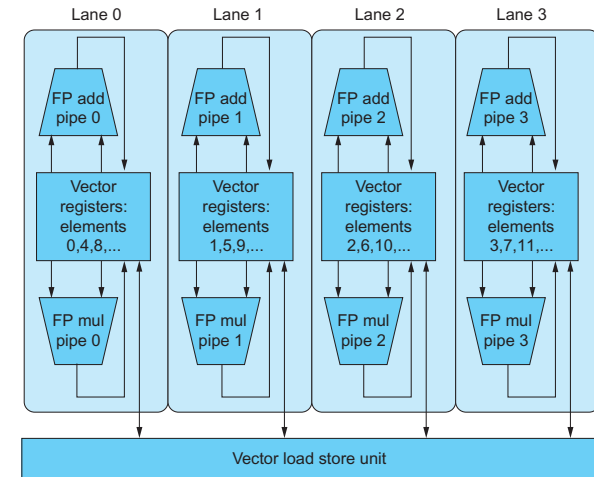 Lane 0
Lane 1
Lane 2
Lane 3
FP add
pipe 0
FP add
pipe 1
FP add
pipe 2
FP add
pipe 3
Vector
registers:
elements
0,4,8,...
Vector
registers:
elements
1,5,9,...
Vector
registers:
elements
2,6,10,...
Vector
registers:
elements
3,7,11,...
FP mul
pipe 0
FP mul
pipe 1
FP mul
pipe 2
FP mul
pipe 3
Vector load store unit